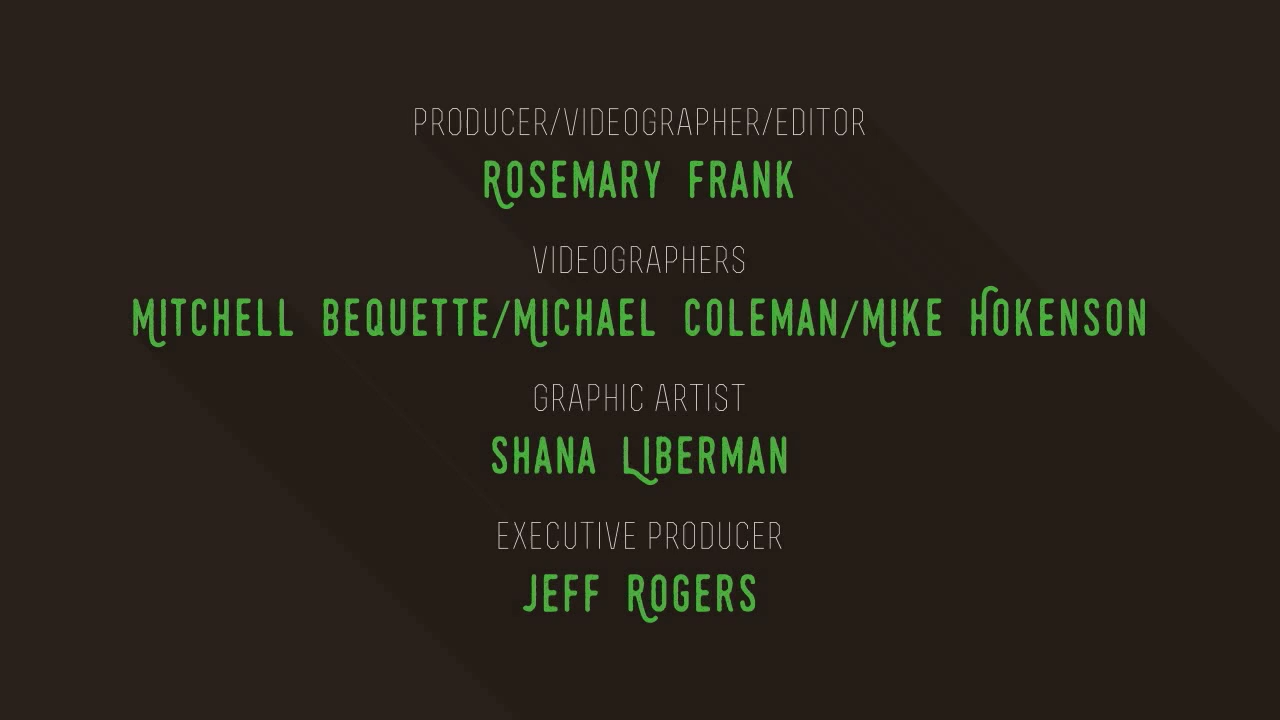 PRODUCER/VIDEOGRAPHER/EDITOR
ROSEMARY FRANK
VIDEOGRAPHERS
MITCHELL BEQUETTE/MICHAEL COLEMAN/MIKE HOKENSON
GRAPHIC ARTIST
SHANA LIBERMAN
EXECUTIVE PRODUCER
JEFF ROGERS